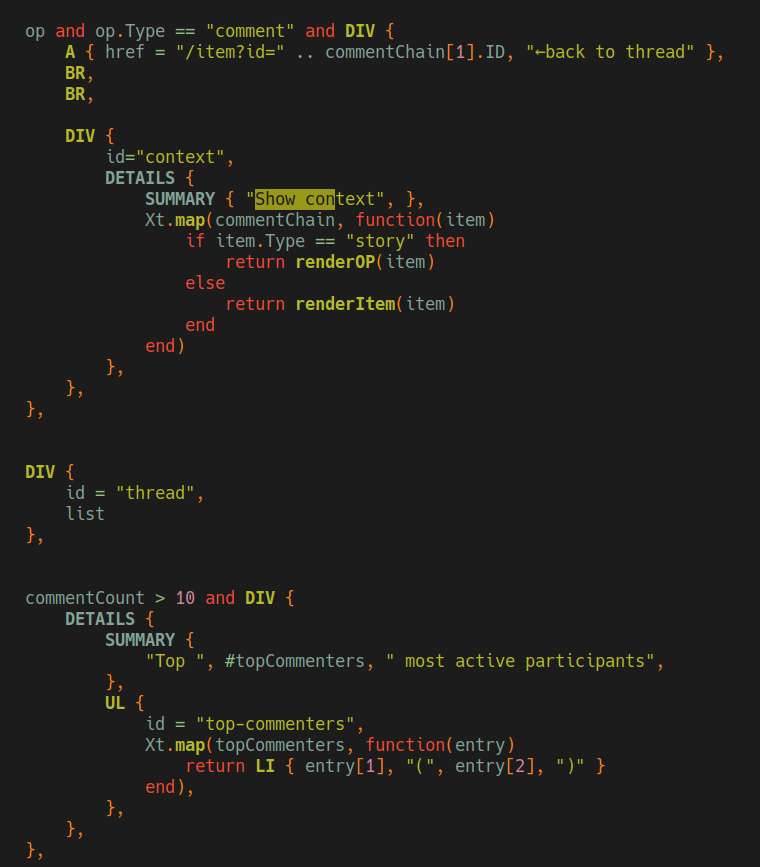 op and op.Type == "comment" and DIV {
    A { href = "/item?id=" .. commentChain[1].ID, "←back to thread" },
    BR,
    BR,

    DIV {
        id="context",
        DETAILS {
            SUMMARY { "Show context", },
            Xt.map(commentChain, function(item)
                if item.Type == "story" then
                    return renderOP(item)
                else
                    return renderItem(item)
                end
            end)
        },
    },
},


DIV {
    id = "thread",
    list
},


commentCount > 10 and DIV {
    DETAILS {
        SUMMARY {
            "Top ", #topCommenters, " most active participants",
        },
        UL {
            id = "top-commenters",
            Xt.map(topCommenters, function(entry)
                return LI { entry[1], "(", entry[2], ")" }
            end),
        },
    },
},